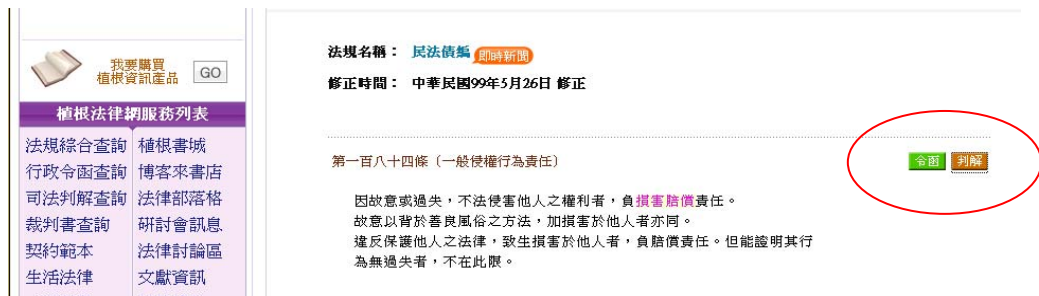 我要購買
植根資訊產品 GO
植根法律網服務列表
法規綜合查詢 植根書城
行政令函查詢 博客來書店
司法判解查詢 法律部落格
裁判書查詢 研討會訊息
契約範本 法律討論區
生活法律 文獻資訊
法規名稱： 民法債編 即時新聞
修正時間： 中華民國99年5月26日 修正
第一百八十四條〔一般侵權行為責任〕 令函 判解
因故意或過失，不法侵害他人之權利者，負損害賠償責任。
故意以背於善良風俗之方法，加損害於他人者亦同。
違反保護他人之法律，致生損害於他人者，負賠償責任。但能證明其行
為無過失者，不在此限。